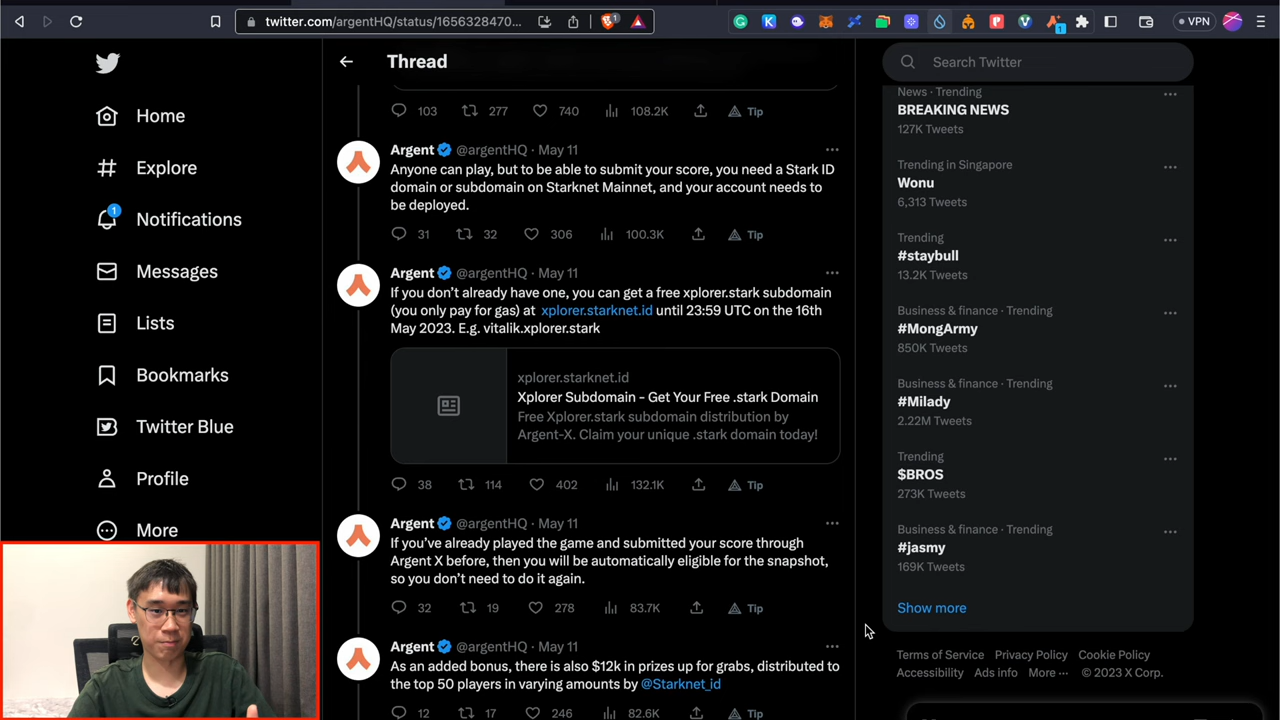 twitter.com/argentHQ/status/1656328470...
1
VPN
Home
Explore
1
Notifications
Messages
Lists
Bookmarks
Twitter Blue
Profile
More
Thread
103 277 740 108.2K Tip
Argent @argentHQ · May 11
Anyone can play, but to be able to submit your score, you need a Stark ID
domain or subdomain on Starknet Mainnet, and your account needs to
be deployed.
31 32 306 100.3K Tip
Argent @argentHQ · May 11
If you don't already have one, you can get a free xplorer.stark subdomain
(you only pay for gas) at xplorer.starknet.id until 23:59 UTC on the 16th
May 2023. E.g. vitalik.xplorer.stark
xplorer.starknet.id
Xplorer Subdomain - Get Your Free .stark Domain
Free Xplorer.stark subdomain distribution by
Argent-X. Claim your unique .stark domain today!
38 114 402 132.1K Tip
Argent @argentHQ · May 11
If you've already played the game and submitted your score through
Argent X before, then you will be automatically eligible for the snapshot,
so you don't need to do it again.
32 19 278 83.7K Tip
Argent @argentHQ · May 11
As an added bonus, there is also $12k in prizes up for grabs, distributed to
the top 50 players in varying amounts by @Starknet_id
12 17 246 82.6K Tip
Search Twitter
News · Trending
BREAKING NEWS
127K Tweets
Trending in Singapore
Wonu
6,313 Tweets
Trending
#staybull
13.2K Tweets
Business & finance · Trending
#MongArmy
850K Tweets
Business & finance · Trending
#Milady
2.22M Tweets
Trending
$BROS
273K Tweets
Business & finance · Trending
#jasmy
169K Tweets
Show more
Terms of Service Privacy Policy Cookie Policy
Accessibility Ads info More ··· © 2023 X Corp.